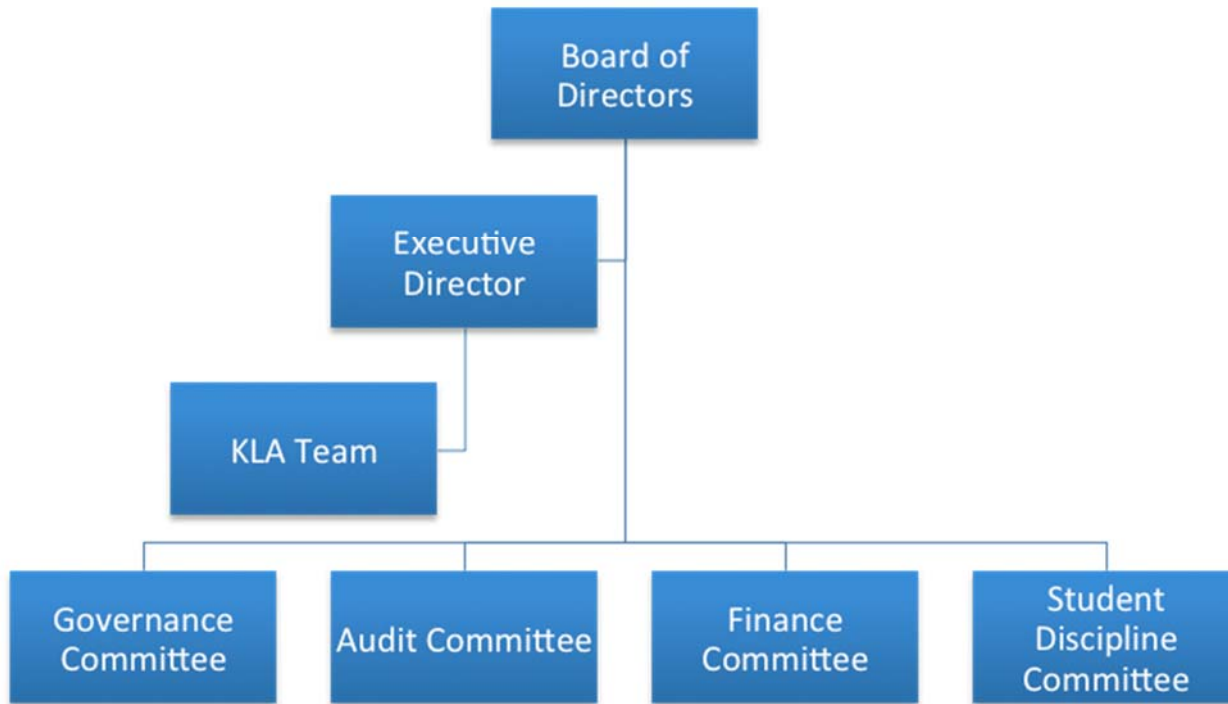 Board of
Directors
Executive
Director
KLA Team
Governance
Committee
Audit Committee
Finance
Committee
Student
Discipline
Committee